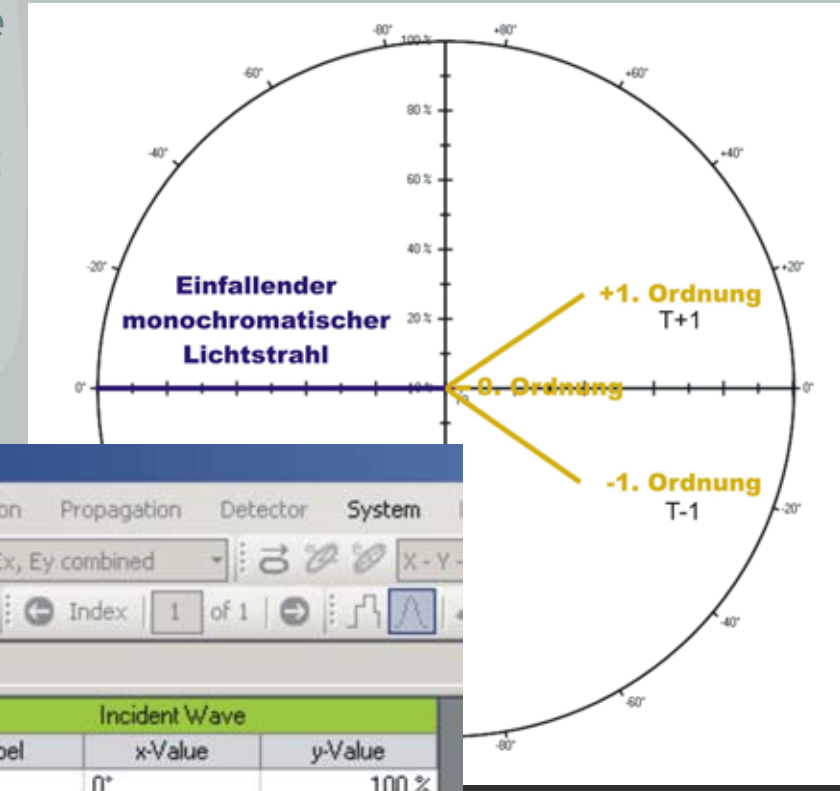 e
-80°
100 %
+80°
-60°
+60°
80 %
-40°
+40°
60 %
40 %
-20°
+20°
Einfallender
monochromatischer
Lichtstrahl
+1. Ordnung
T+1
20 %
0°
0. Ordnung
0°
-1. Ordnung
T-1
-20°
-40°
-60°
-80°
on Propagation Detector System
Ex, Ey combined X - Y -
Index 1 of 1
Incident Wave
bel x-Value y-Value
0° 100 %